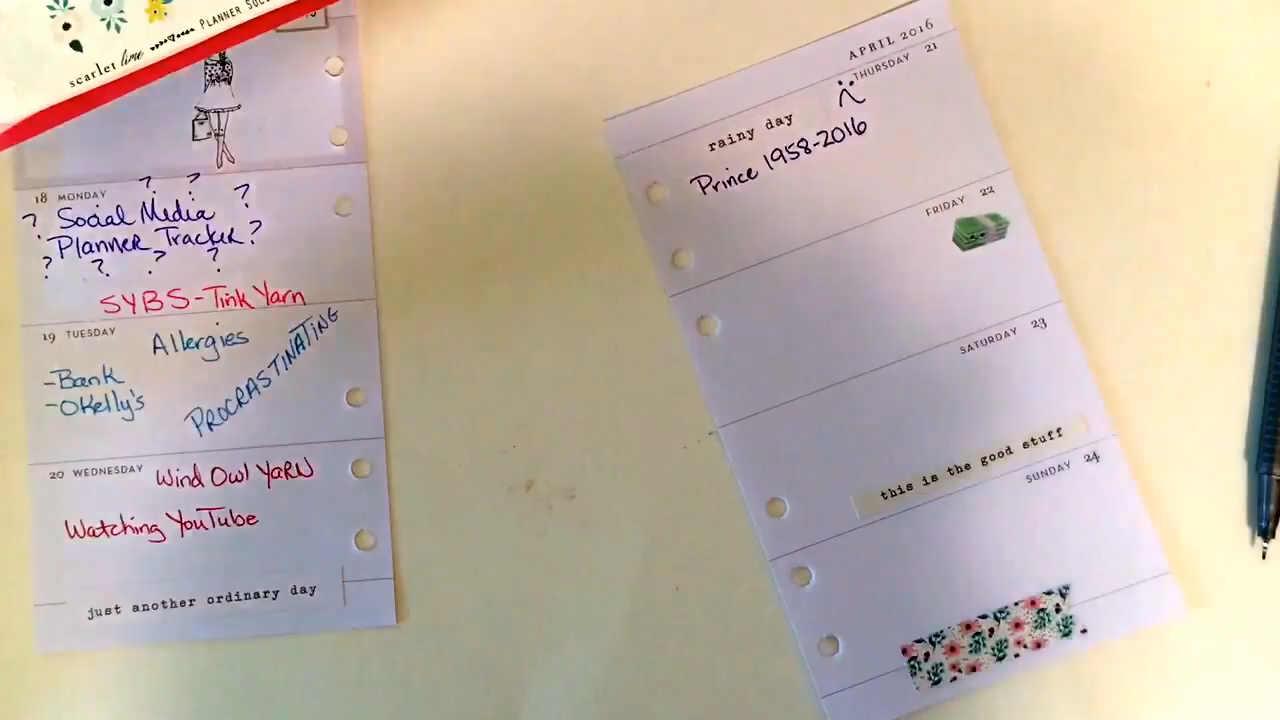 scarlet lime PLANNER
18 MONDAY
? ?
? Social Media ?
Planner Tracker?
? ? ? ?
SYBS-Tink Yarn
19 TUESDAY
Allergies
-Bank
-OKelly's
PROCRASTINATING
20 WEDNESDAY Wind Owl YARN
Watching YouTube
just another ordinary day
APRIL 2016
THURSDAY 21
rainy day
Prince 1958-2016
FRIDAY 22
SATURDAY 23
this is the good stuff
SUNDAY 24